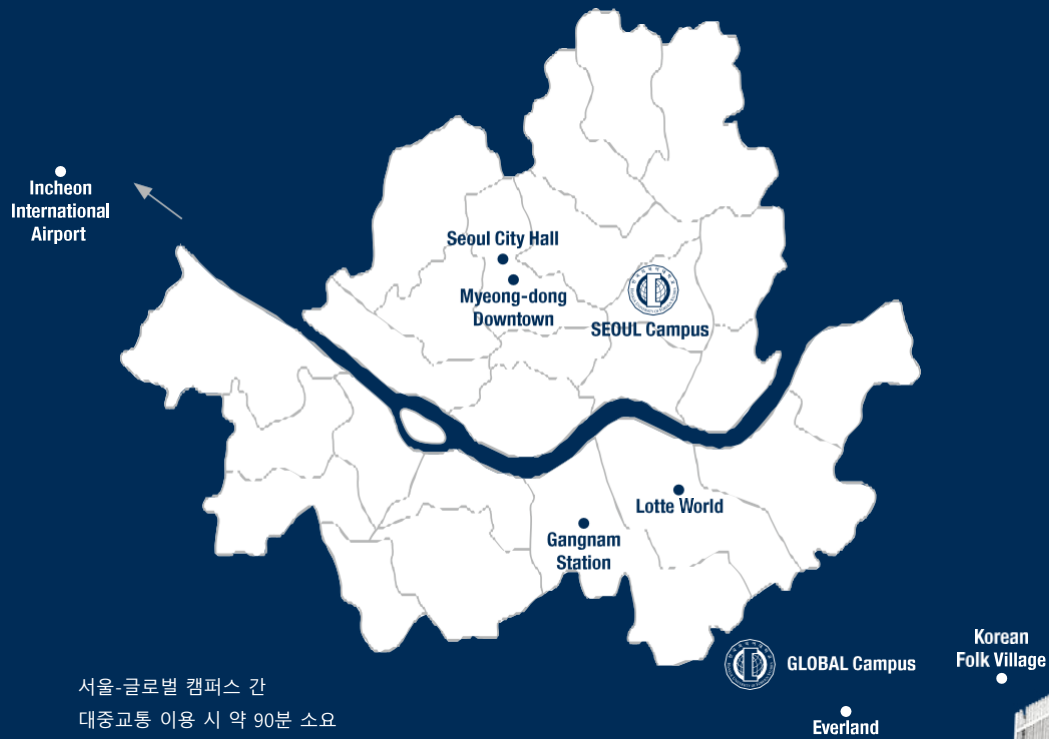 Incheon
International
Airport
Seoul City Hall
Myeong-dong
Downtown
SEOUL Campus
Lotte World
Gangnam
Station
GLOBAL Campus
Korean
Folk Village
Everland
서울-글로벌 캠퍼스 간
대중교통 이용 시 약 90분 소요